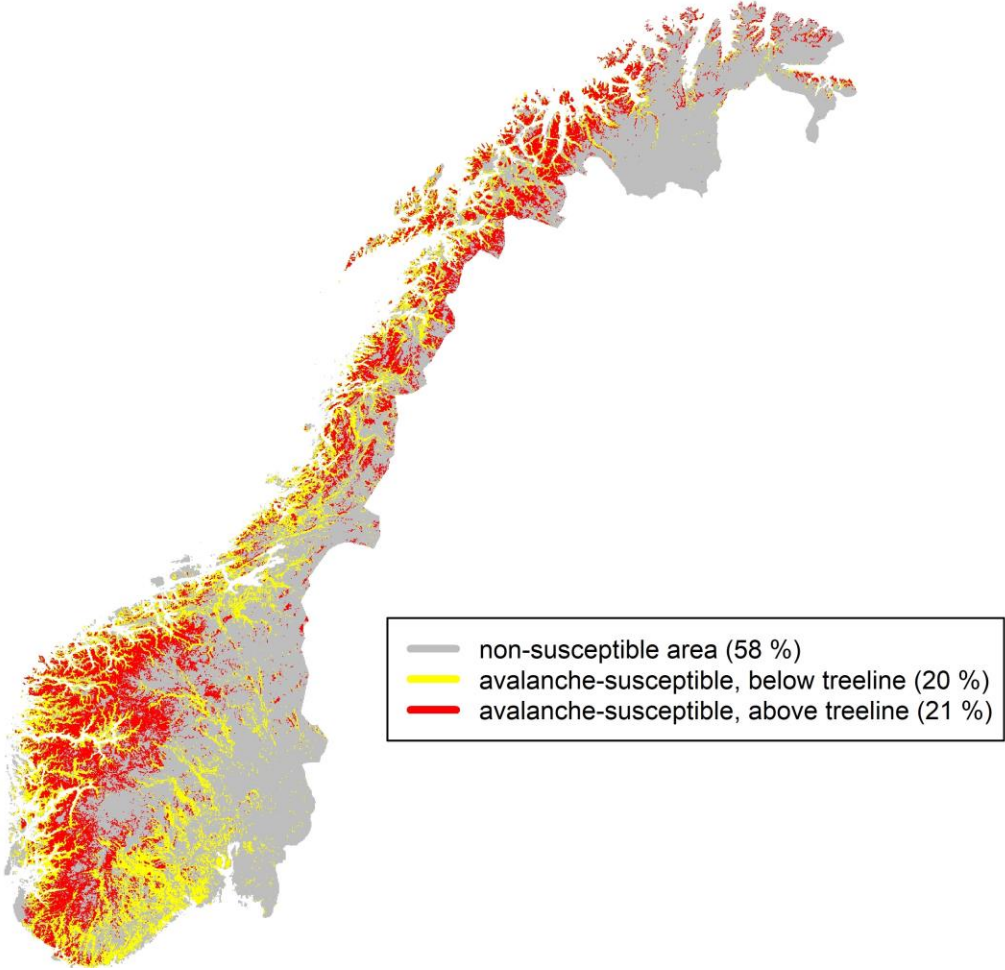 non-susceptible area (58 %)
avalanche-susceptible, below treeline (20 %)
avalanche-susceptible, above treeline (21 %)